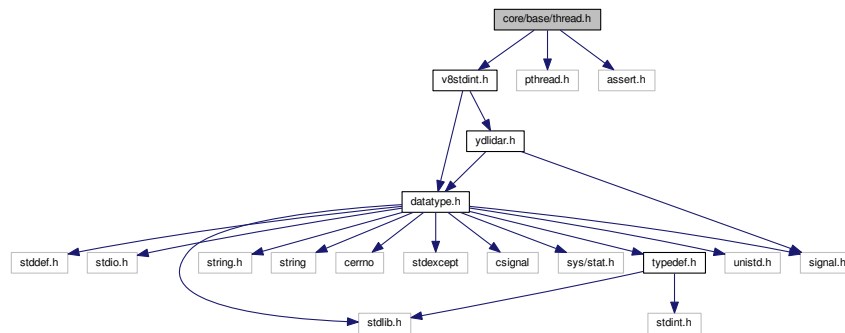 core/base/thread.h
v8stdint.h
pthread.h
assert.h
ydlidar.h
datatype.h
stddef.h
stdio.h
string.h
string
cerrno
stdexcept
csignal
sys/stat.h
typedef.h
unistd.h
signal.h
stdlib.h
stdint.h